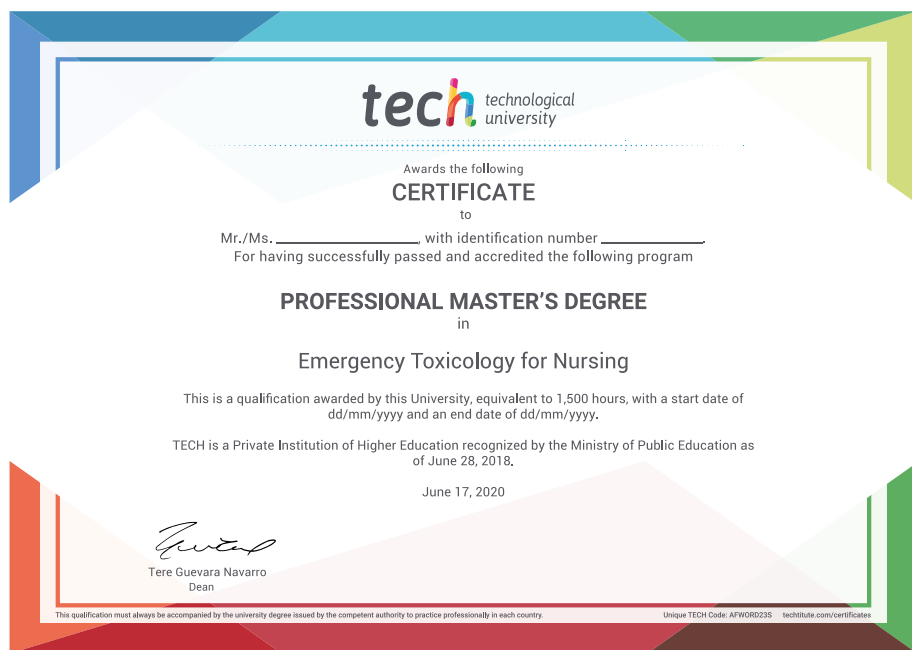 tech technological
university
Awards the following
CERTIFICATE
to
Mr./Ms. ____________________, with identification number ______________.
For having successfully passed and accredited the following program
PROFESSIONAL MASTER'S DEGREE
in
Emergency Toxicology for Nursing
This is a qualification awarded by this University, equivalent to 1,500 hours, with a start date of
dd/mm/yyyy and an end date of dd/mm/yyyy.
TECH is a Private Institution of Higher Education recognized by the Ministry of Public Education as
of June 28, 2018.
June 17, 2020
Tere Guevara Navarro
Dean
This qualification must always be accompanied by the university degree issued by the competent authority to practice professionally in each country. Unique TECH Code: AFWORD23S techtitute.com/certificates